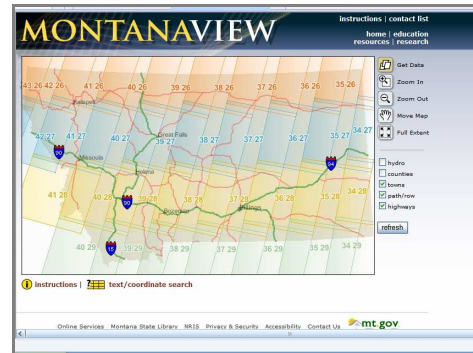 MONTANAVIEW
instructions | contact list
home | education
resources | research
43 26 42 26 41 26 40 26 39 26 38 26 37 26 36 26 35 26
Kalispell
42 27 41 27 40 27 39 27 38 27 37 27 36 27 35 27 34 27
Great Falls
90
94
Missoula
Helena
41 28 40 28 39 28 38 28 37 28 36 28 35 28 34 28
90
Bozeman
Billings
40 29 39 29 38 29 37 29 36 29 35 29 34 29
15
Get Data
Zoom In
Zoom Out
Move Map
Full Extent
hydro
counties
towns
path/row
highways
refresh
instructions | text/coordinate search
Online Services Montana State Library NRIS Privacy & Security Accessibility Contact Us mt.gov